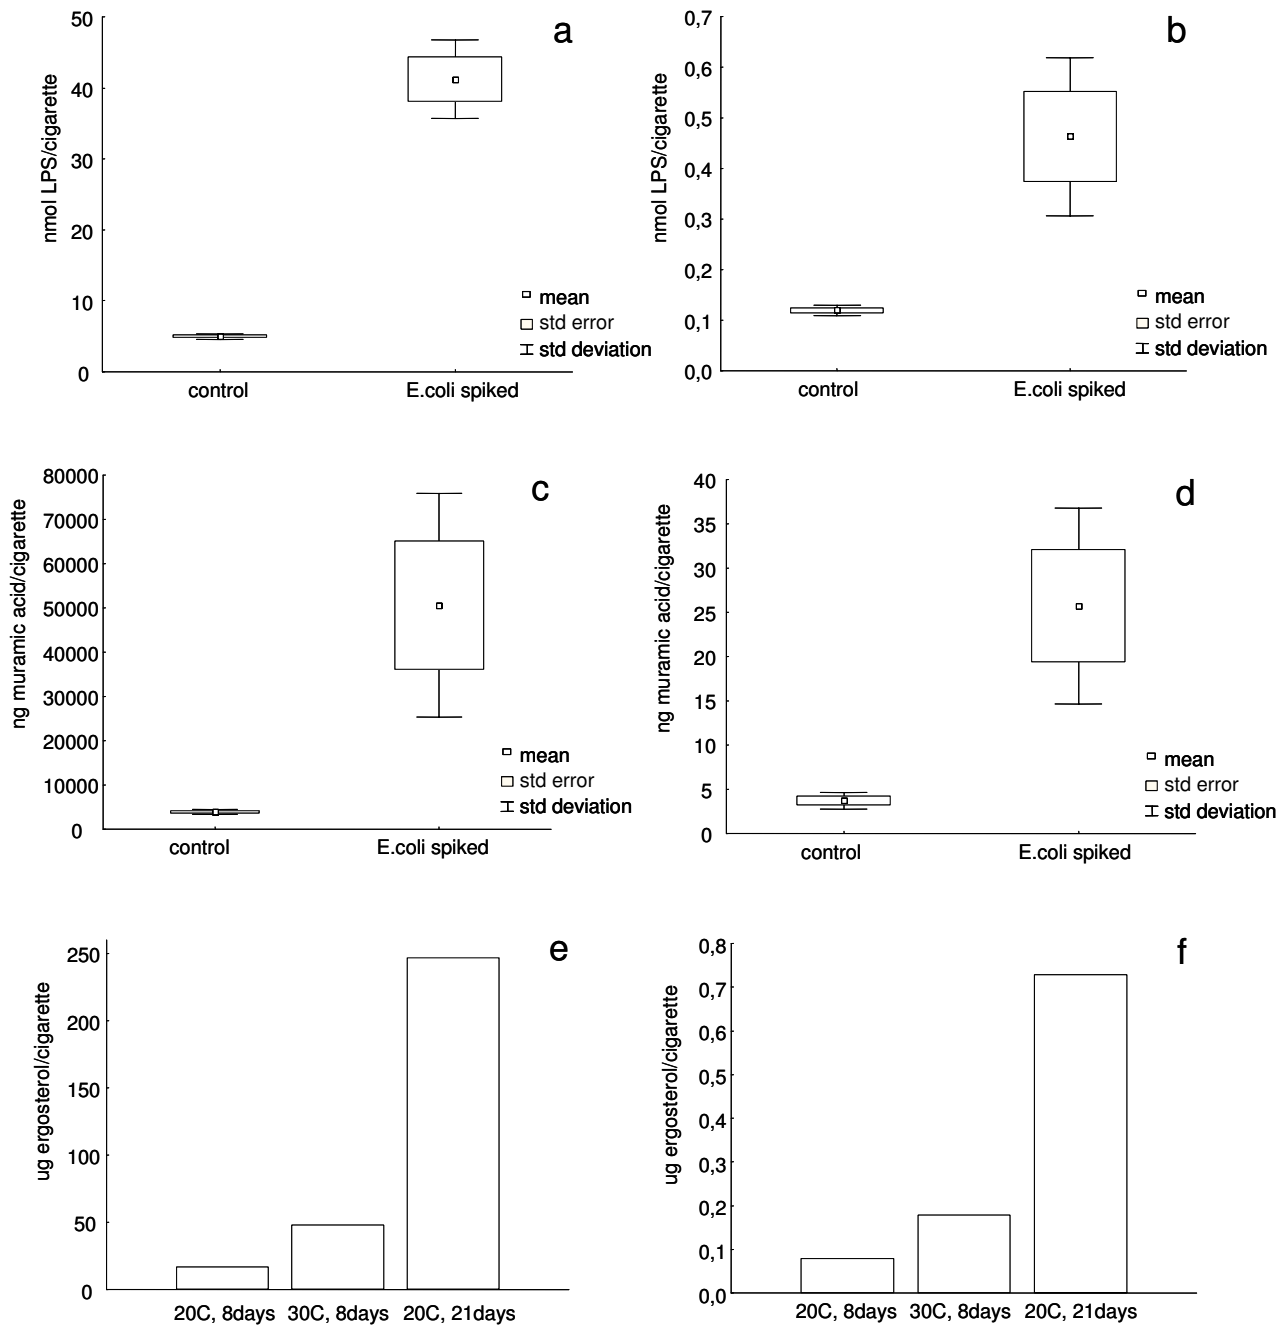 a
50
40
30
20
10
0
nmol LPS/cigarette
control
E.coli spiked
mean
std error
std deviation
b
0,7
0,6
0,5
0,4
0,3
0,2
0,1
0,0
nmol LPS/cigarette
control
E.coli spiked
mean
std error
std deviation
c
80000
70000
60000
50000
40000
30000
20000
10000
0
ng muramic acid/cigarette
control
E.coli spiked
mean
std error
std deviation
d
40
35
30
25
20
15
10
5
0
ng muramic acid/cigarette
control
E.coli spiked
mean
std error
std deviation
e
250
200
150
100
50
0
ug ergosterol/cigarette
20C, 8days
30C, 8days
20C, 21days
f
0,8
0,7
0,6
0,5
0,4
0,3
0,2
0,1
0,0
ug ergosterol/cigarette
20C, 8days
30C, 8days
20C, 21days